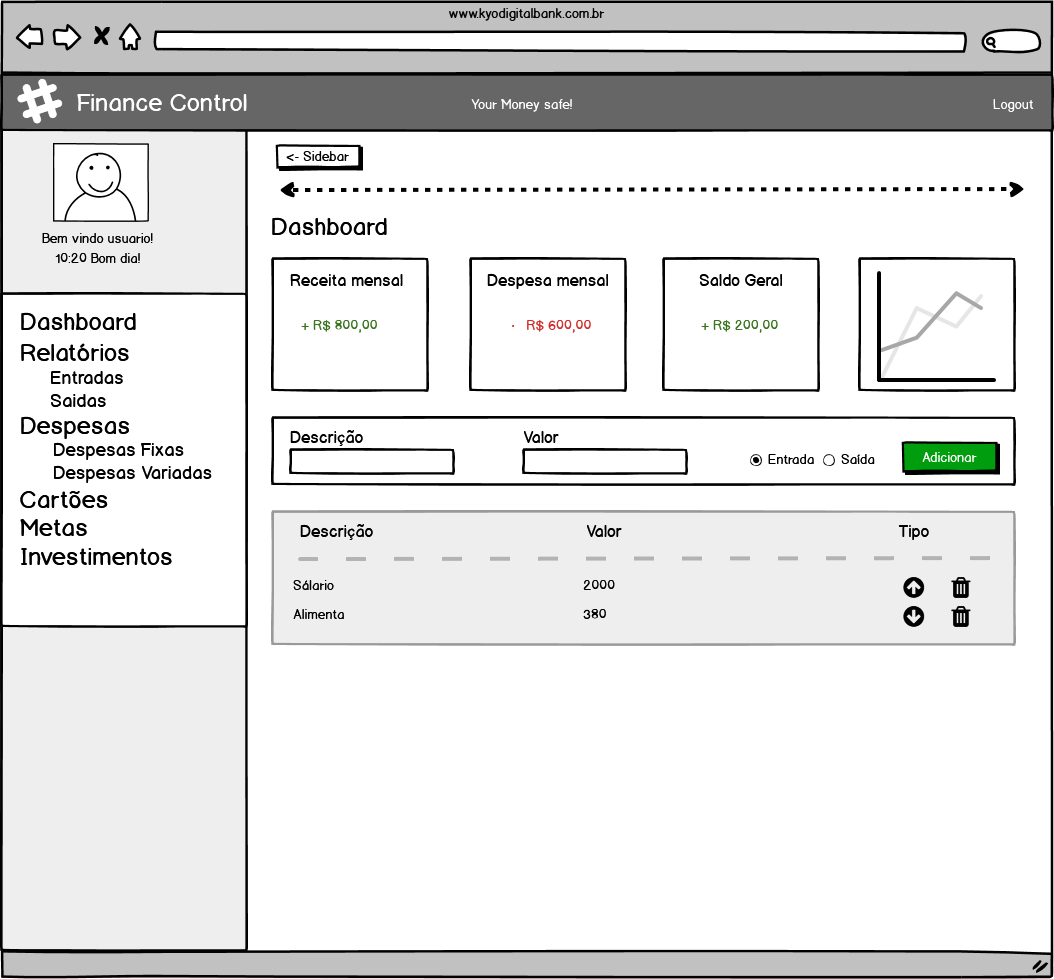 www.kyodigitalbank.com.br
Finance Control
Your Money safe!
Logout
Bem vindo usuario!
10:20 Bom dia!
Dashboard
Relatórios
Entradas
Saidas
Despesas
Despesas Fixas
Despesas Variadas
Cartões
Metas
Investimentos
<- Sidebar
Dashboard
Receita mensal
+ R$ 800,00
Despesa mensal
- R$ 600,00
Saldo Geral
+ R$ 200,00
Descrição
Valor
Entrada
Saída
Adicionar
Descrição Valor Tipo
Sálario 2000
Alimenta 380